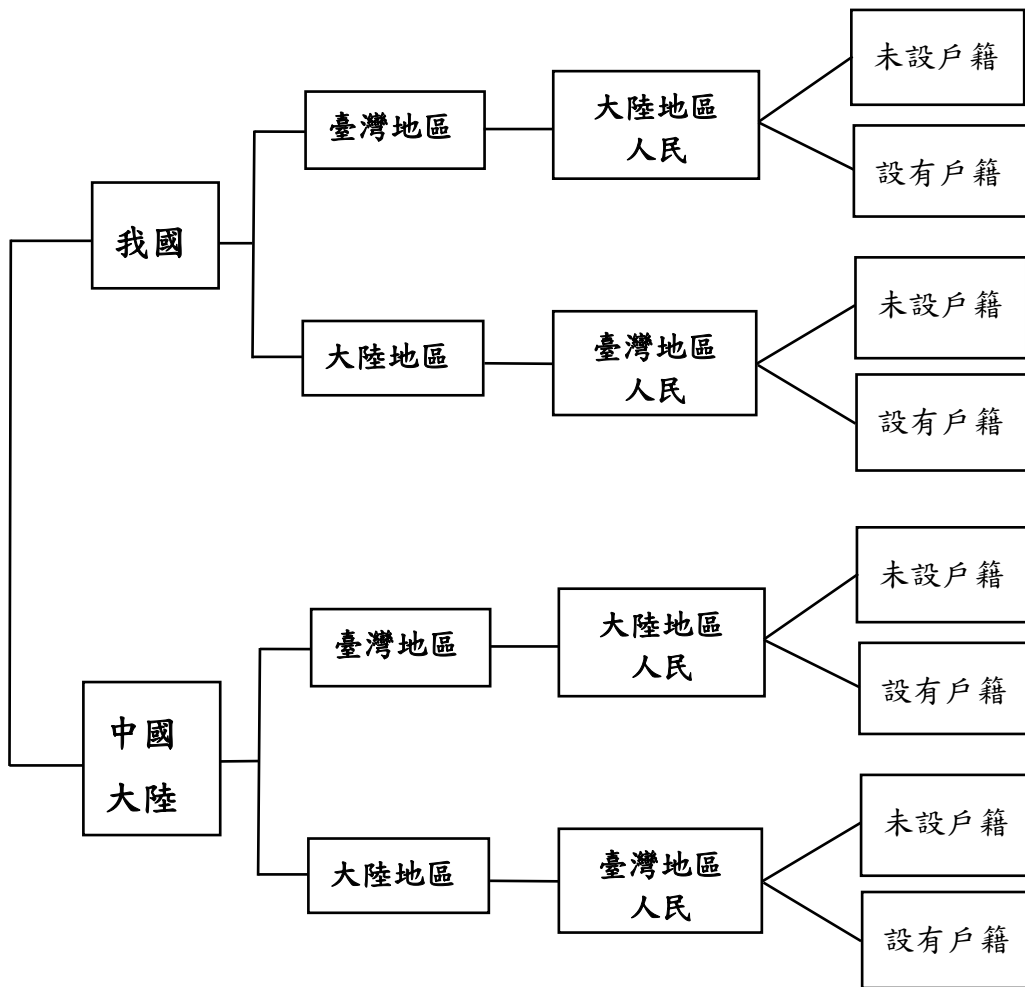 我國
臺灣地區
大陸地區
人民
未設戶籍
設有戶籍
大陸地區
臺灣地區
人民
未設戶籍
設有戶籍
中國
大陸
臺灣地區
大陸地區
人民
未設戶籍
設有戶籍
大陸地區
臺灣地區
人民
未設戶籍
設有戶籍